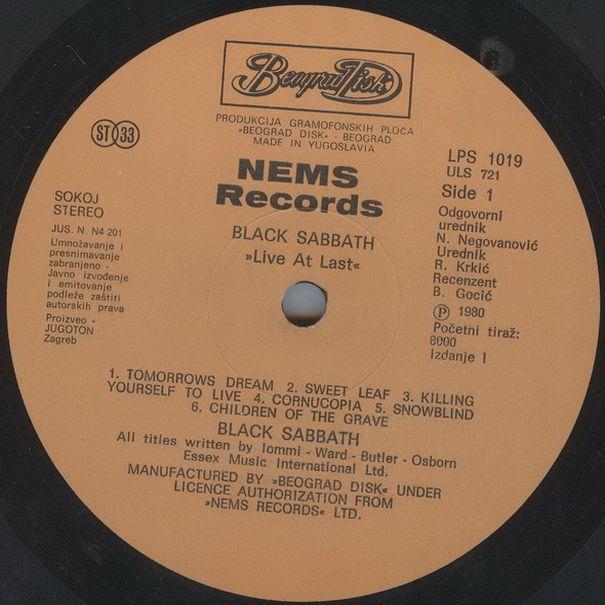 Beograd Disk
PRODUKCIJA GRAMOFONSKIH PLOČA
»BEOGRAD DISK« - BEOGRAD
MADE IN YUGOSLAVIA
ST 33
NEMS
Records
LPS 1019
ULS 721
Side 1
SOKOJ
STEREO
JUS. N. N4 201
Umnožavanje i
presnimavanje
zabranjeno -
Javno izvođenje
i emitovanje
podleže zaštiti
autorskih prava
Proizveo -
JUGOTON
Zagreb
BLACK SABBATH
»Live At Last«
Odgovorni
urednik
N. Negovanović
Urednik
R. Krkić
Recenzent
B. Gocić
Ⓟ 1980
Početni tiraž:
8000
Izdanje I
1. TOMORROWS DREAM 2. SWEET LEAF 3. KILLING
YOURSELF TO LIVE 4. CORNUCOPIA 5. SNOWBLIND
6. CHILDREN OF THE GRAVE
BLACK SABBATH
All titles written by Iommi - Ward - Butler - Osborn
Essex Music International Ltd.
MANUFACTURED BY »BEOGRAD DISK« UNDER
LICENCE AUTHORIZATION FROM
»NEMS RECORDS« LTD.